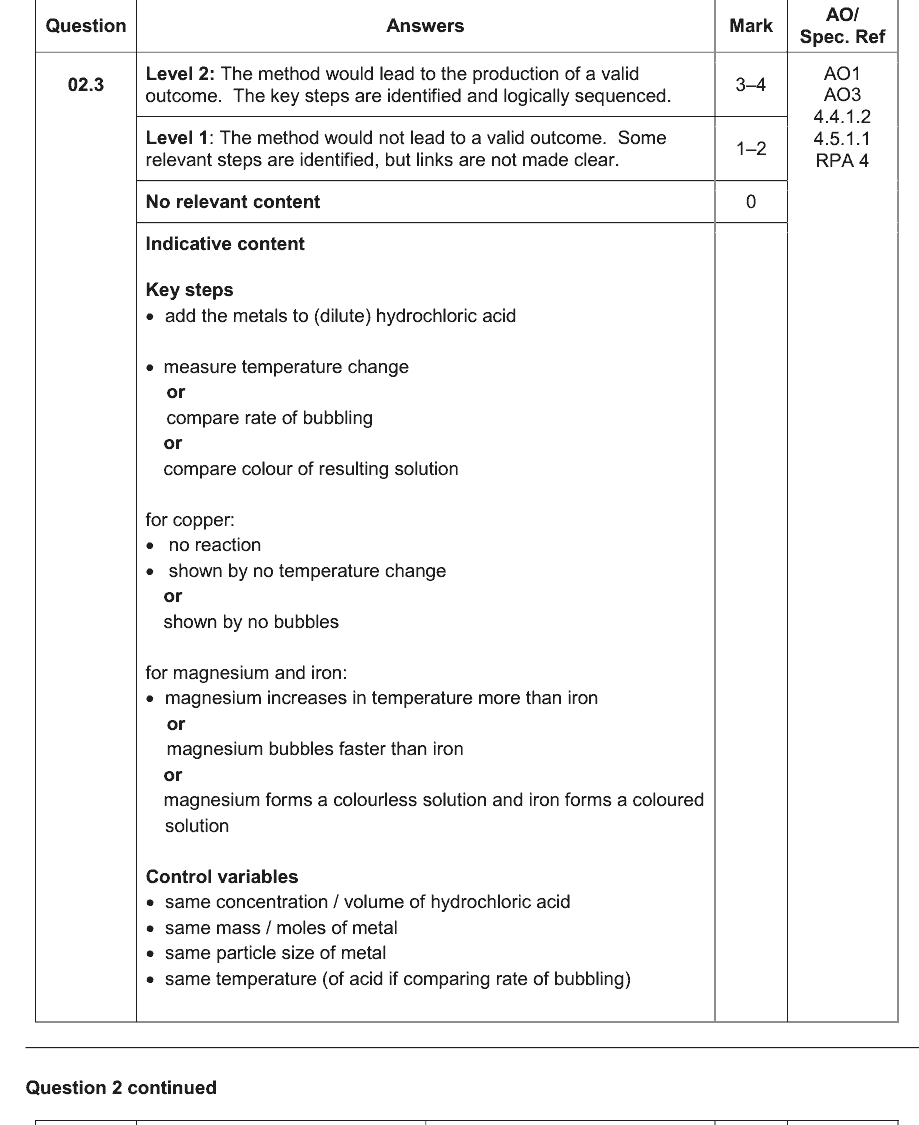 Question Answers Mark AO/
Spec. Ref
02.3 Level 2: The method would lead to the production of a valid
outcome.  The key steps are identified and logically sequenced. 3–4
Level 1: The method would not lead to a valid outcome.  Some
relevant steps are identified, but links are not made clear. 1–2
AO1
AO3
4.4.1.2
4.5.1.1
RPA 4
No relevant content 0
Indicative content
Key steps
• add the metals to (dilute) hydrochloric acid
• measure temperature change
or
compare rate of bubbling
or
compare colour of resulting solution
for copper:
• no reaction
• shown by no temperature change
or
shown by no bubbles
for magnesium and iron:
• magnesium increases in temperature more than iron
or
magnesium bubbles faster than iron
or
magnesium forms a colourless solution and iron forms a coloured
solution
Control variables
• same concentration / volume of hydrochloric acid
• same mass / moles of metal
• same particle size of metal
• same temperature (of acid if comparing rate of bubbling)
Question 2 continued